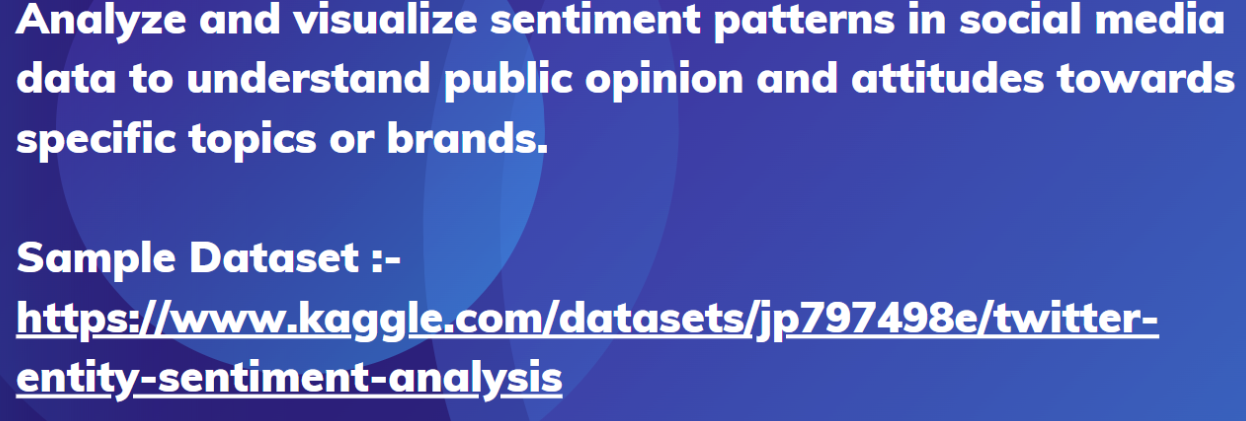 Analyze and visualize sentiment patterns in social media
data to understand public opinion and attitudes towards
specific topics or brands.
Sample Dataset :-
https://www.kaggle.com/datasets/jp797498e/twitter-
entity-sentiment-analysis